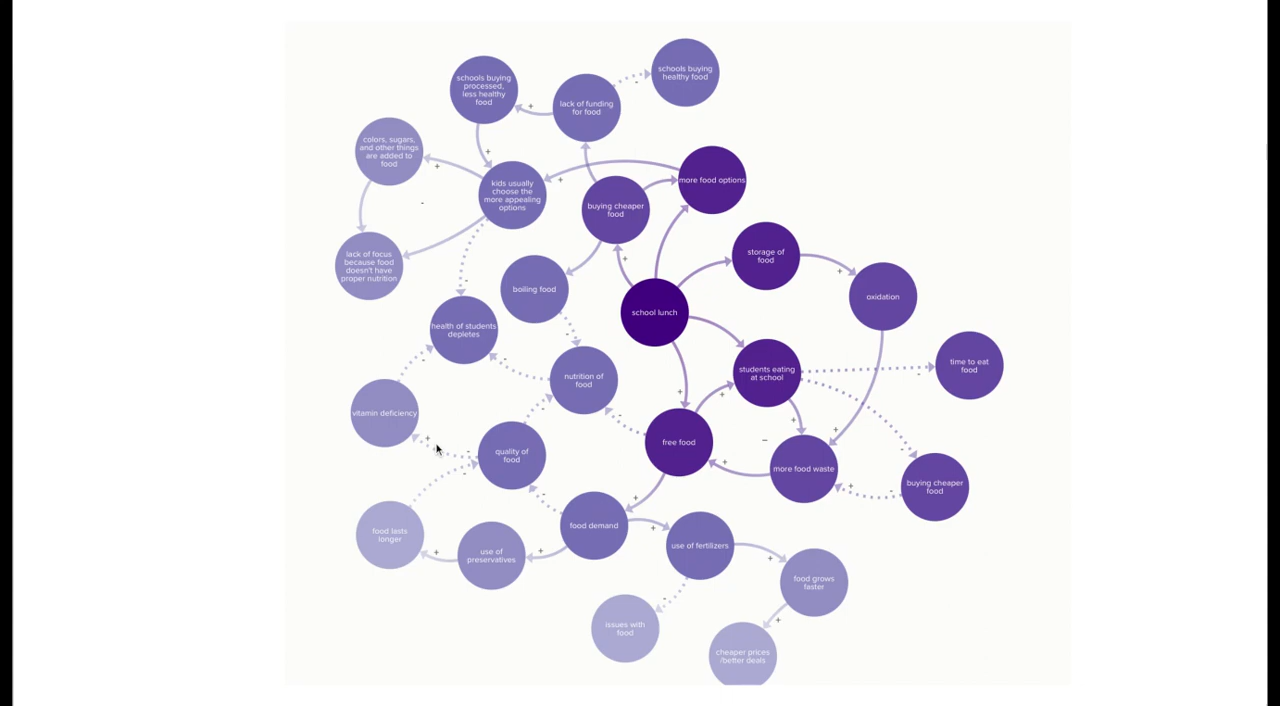 schools buying
healthy food
schools buying
processed,
less healthy
food
lack of funding
for food
-
+
colors, sugars,
and other things
are added to
food
+
+
kids usually
choose the
more appealing
options
+
more food options
buying cheaper
food
-
lack of focus
because food
doesn't have
proper nutrition
storage of
food
+
+
boiling food
-
oxidation
school lunch
health of students
depletes
-
-
-
nutrition of
food
students eating
at school
time to eat
food
-
+
+
-
-
vitamin deficiency
+
-
quality of
food
free food
+
-
+
+
more food waste
-
buying cheaper
food
+
-
-
-
+
food lasts
longer
+
use of
preservatives
+
food demand
+
use of fertilizers
+
food grows
faster
-
issues with
food
+
cheaper prices
/better deals